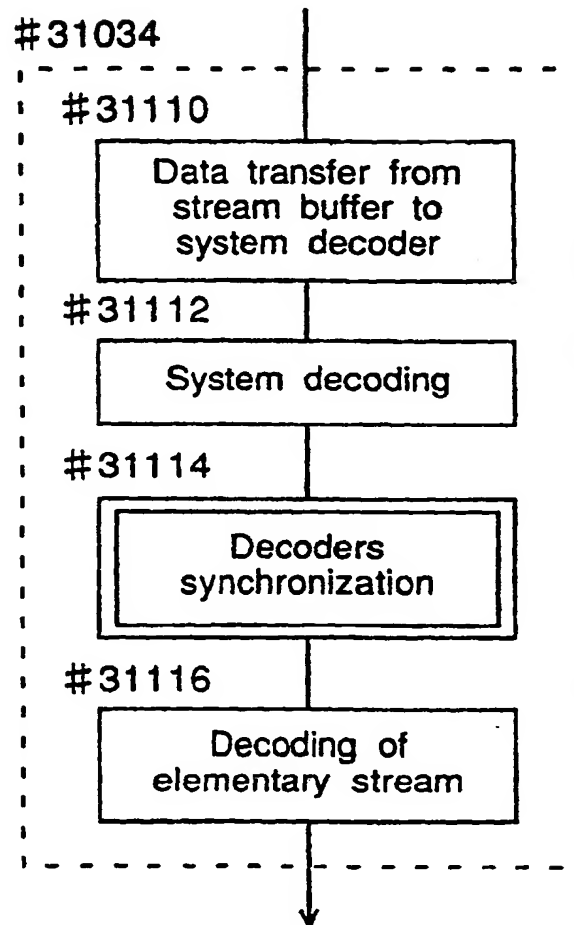 #31034
#31110
Data transfer from
stream buffer to
system decoder
#31112
System decoding
#31114
Decoders
synchronization
#31116
Decoding of
elementary stream